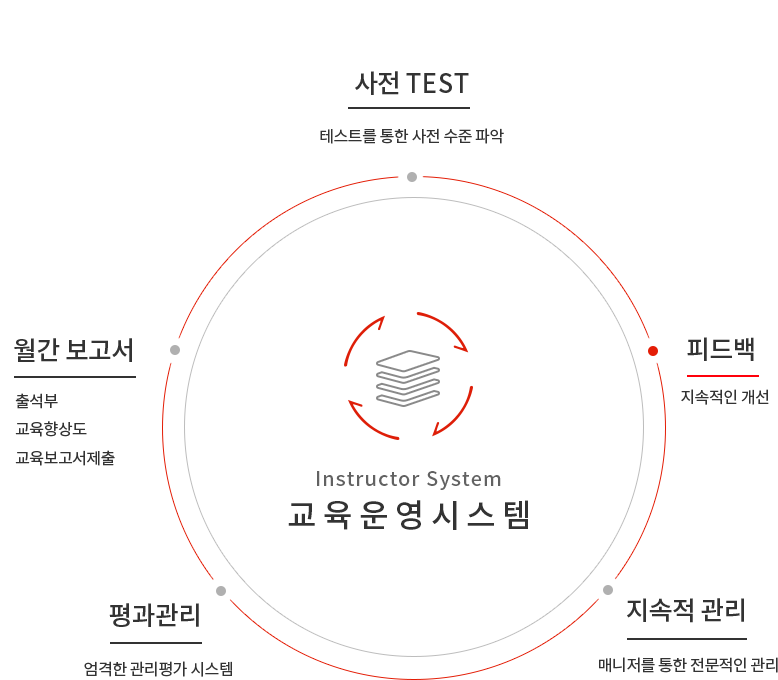 사전 TEST
테스트를 통한 사전 수준 파악
피드백
지속적인 개선
월간 보고서
출석부
교육향상도
교육보고서제출
Instructor System
교육운영시스템
평과관리
엄격한 관리평가 시스템
지속적 관리
매니저를 통한 전문적인 관리